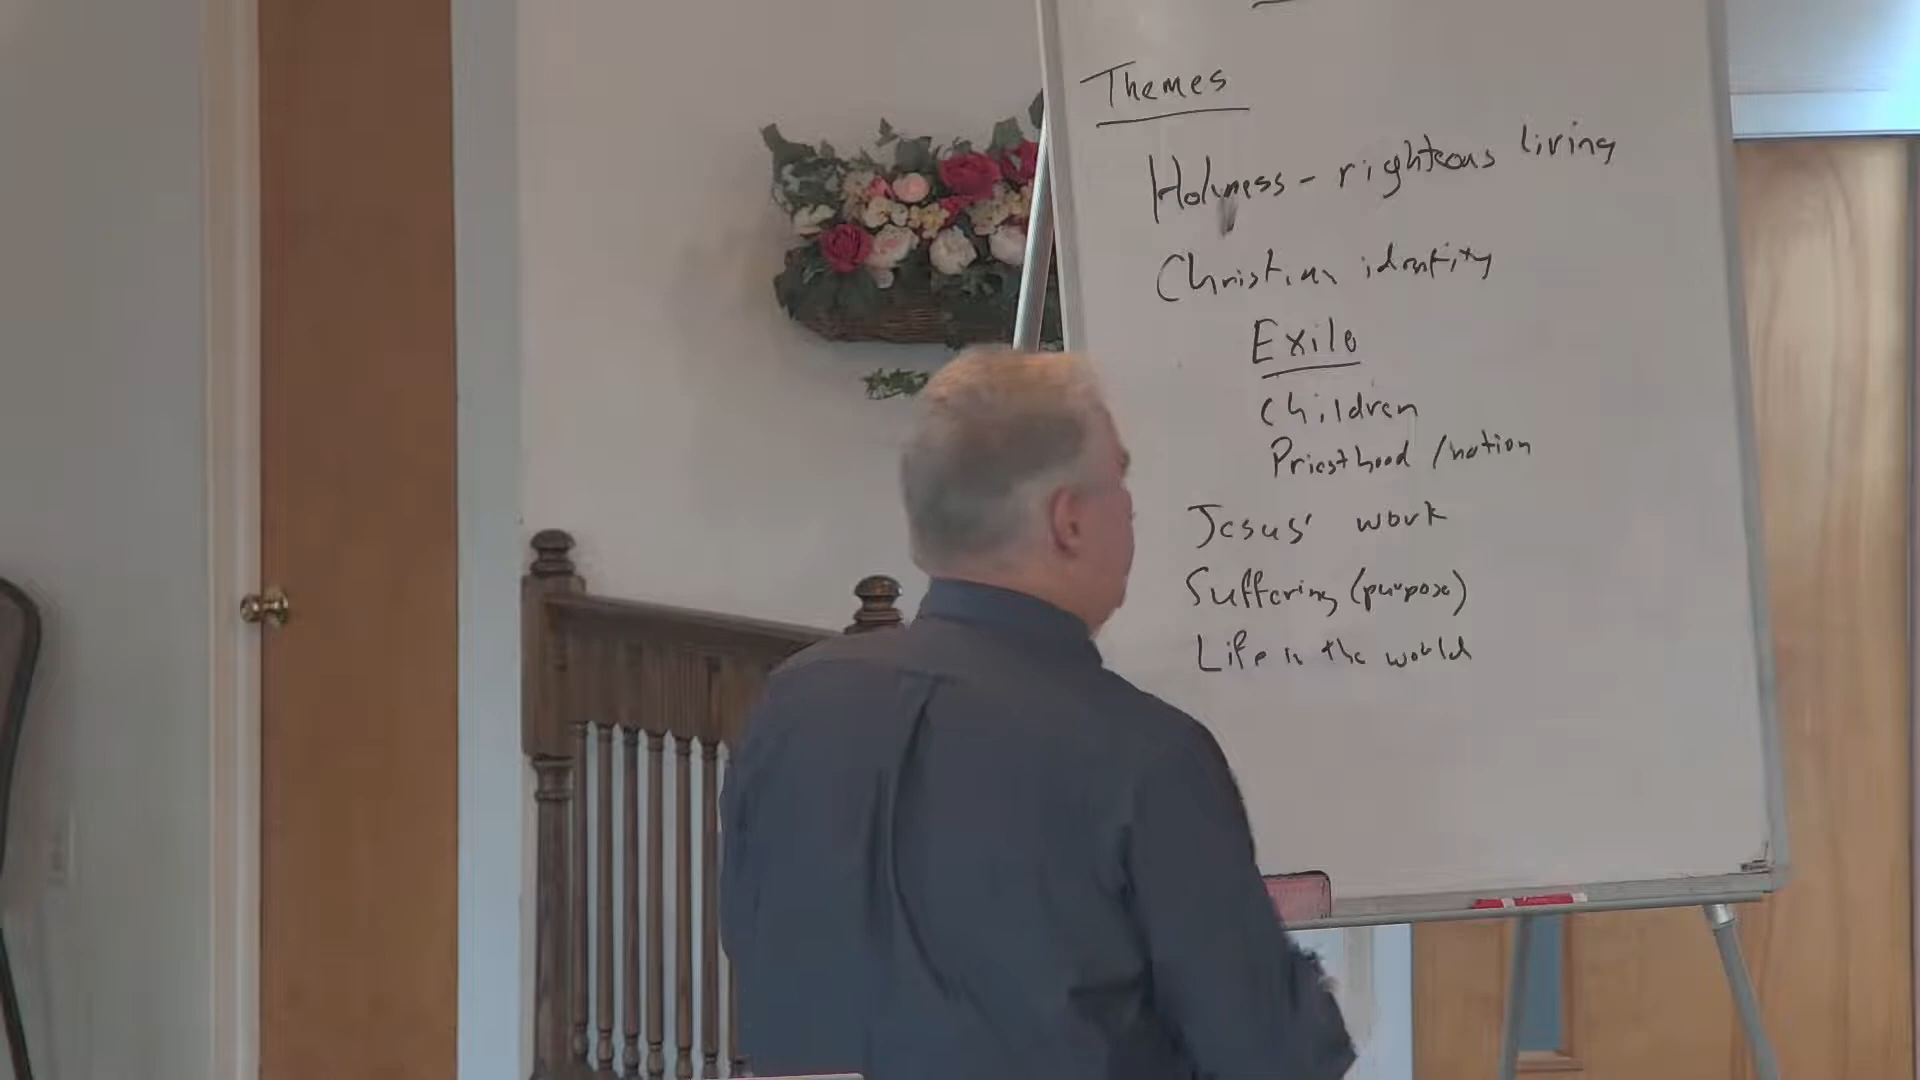 Themes
Holiness - righteous living
Christian identity
Exile
Children
Priesthood / nation
Jesus' work
Suffering (purpose)
Life in the world